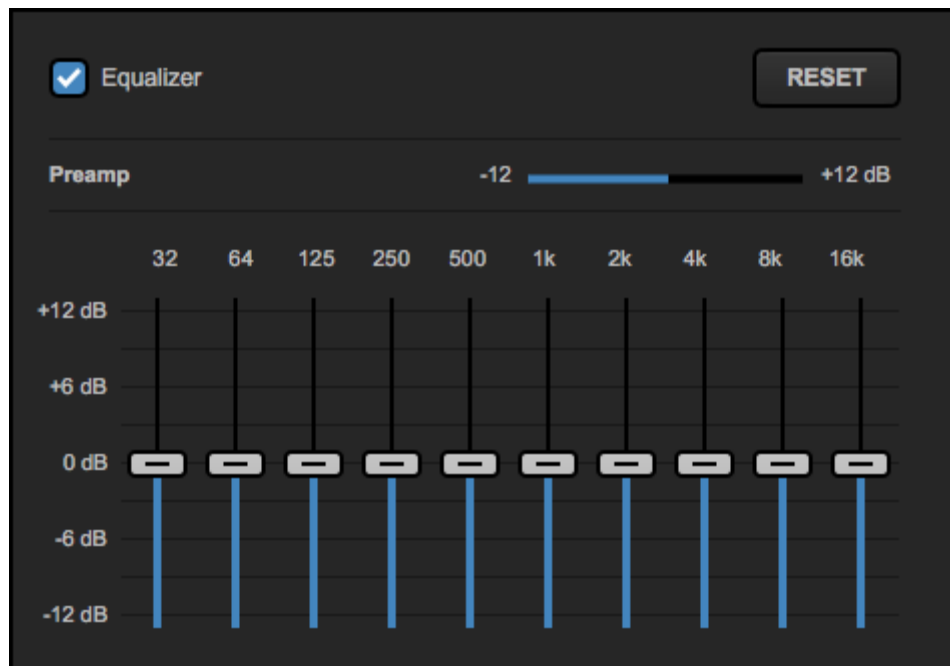 Equalizer RESET
Preamp -12 +12 dB
32 64 125 250 500 1k 2k 4k 8k 16k
+12 dB
+6 dB
0 dB
-6 dB
-12 dB